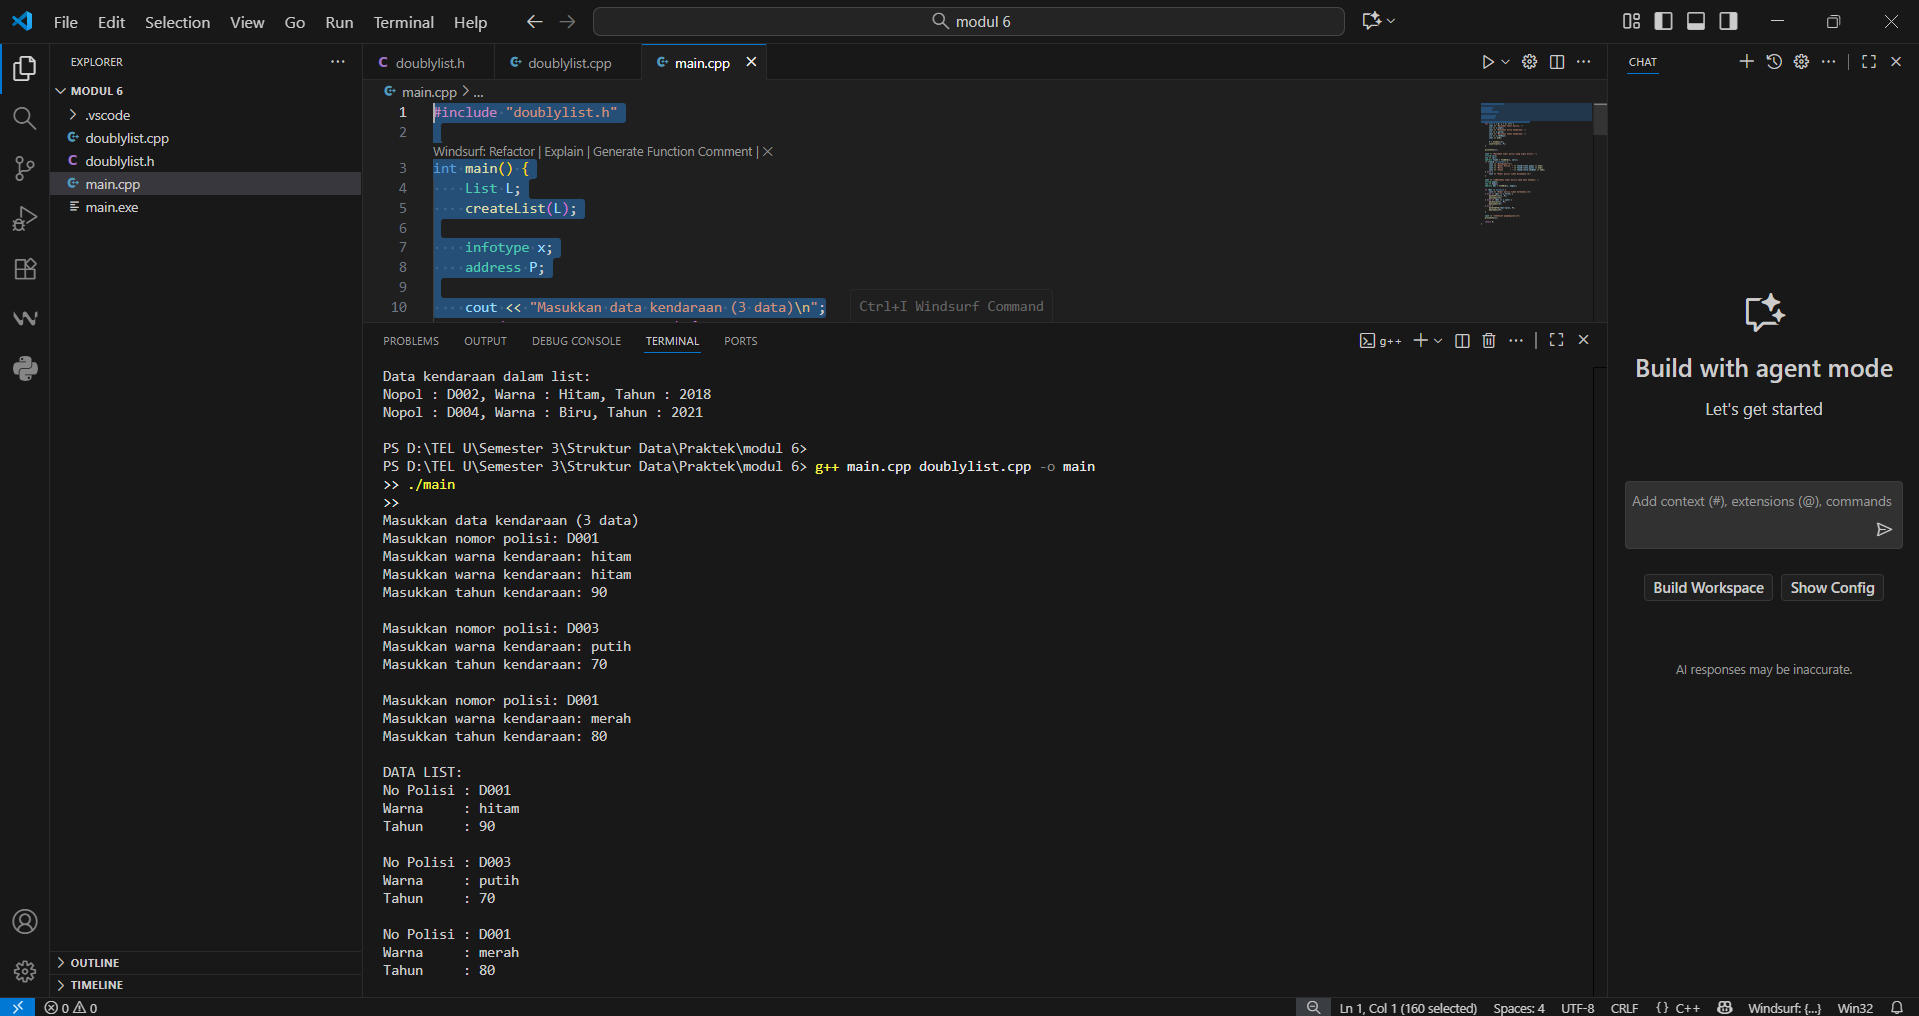 File Edit Selection View Go Run Terminal Help
modul 6
EXPLORER
MODUL 6
.vscode
doublylist.cpp
doublylist.h
main.cpp
main.exe
OUTLINE
TIMELINE
doublylist.h doublylist.cpp main.cpp
main.cpp > ...
1 #include "doublylist.h"
2
Windsurf: Refactor | Explain | Generate Function Comment | X
3 int main() {
4 List L;
5 createList(L);
6
7 infotype x;
8 address P;
9
10 cout << "Masukkan data kendaraan (3 data)\n";
Ctrl+I Windsurf Command
PROBLEMS OUTPUT DEBUG CONSOLE TERMINAL PORTS
g++
Data kendaraan dalam list:
Nopol : D002, Warna : Hitam, Tahun : 2018
Nopol : D004, Warna : Biru, Tahun : 2021
PS D:\TEL U\Semester 3\Struktur Data\Praktek\modul 6>
PS D:\TEL U\Semester 3\Struktur Data\Praktek\modul 6> g++ main.cpp doublylist.cpp -o main
>> ./main
>>
Masukkan data kendaraan (3 data)
Masukkan nomor polisi: D001
Masukkan warna kendaraan: hitam
Masukkan warna kendaraan: hitam
Masukkan tahun kendaraan: 90
Masukkan nomor polisi: D003
Masukkan warna kendaraan: putih
Masukkan tahun kendaraan: 70
Masukkan nomor polisi: D001
Masukkan warna kendaraan: merah
Masukkan tahun kendaraan: 80
DATA LIST:
No Polisi : D001
Warna : hitam
Tahun : 90
No Polisi : D003
Warna : putih
Tahun : 70
No Polisi : D001
Warna : merah
Tahun : 80
CHAT
Build with agent mode
Let's get started
Add context (#), extensions (@), commands
Build Workspace Show Config
AI responses may be inaccurate.
0 0
Ln 1, Col 1 (160 selected) Spaces: 4 UTF-8 CRLF {} C++ Windsurf: {...} Win32